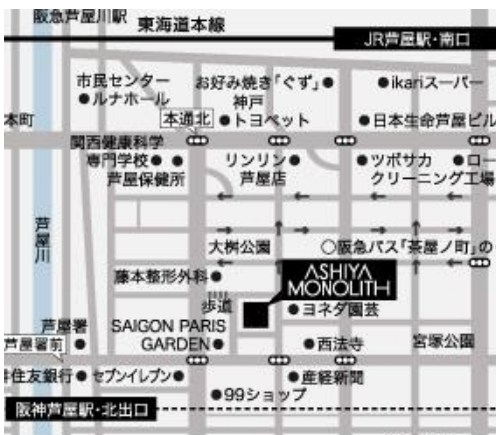 阪急芦屋川駅
東海道本線
JR芦屋駅・南口
市民センター
●ルナホール
お好み焼き「ぐず」●
●ikariスーパー
神戸
●トヨペット
本町
本通北
●日本生命芦屋ビル
関西健康科学
専門学校●
●
芦屋保健所
リンリン●
芦屋店
●ツボサカ
クリーニング工場
●ロー
芦屋川
大桝公園
○阪急バス「茶屋ノ町」の
藤本整形外科●
ASHIYA
MONOLITH
歩道
●ヨネダ園芸
芦屋署
●
SAIGON PARIS
GARDEN●
●西法寺
宮塚公園
芦屋署前
井住友銀行●
セブンイレブン●
●産経新聞
●99ショップ
阪神芦屋駅・北出口